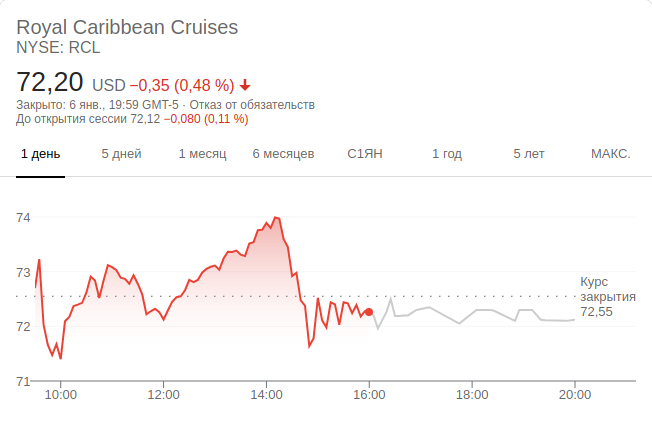 Royal Caribbean Cruises
NYSE: RCL
72,20 USD −0,35 (0,48 %)
Закрыто: 6 янв., 19:59 GMT-5 · Отказ от обязательств
До открытия сессии 72,12 −0,080 (0,11 %)
1 день 5 дней 1 месяц 6 месяцев С1ЯН 1 год 5 лет МАКС.
74
73
72
71
Курс
закрытия
72,55
10:00 12:00 14:00 16:00 18:00 20:00